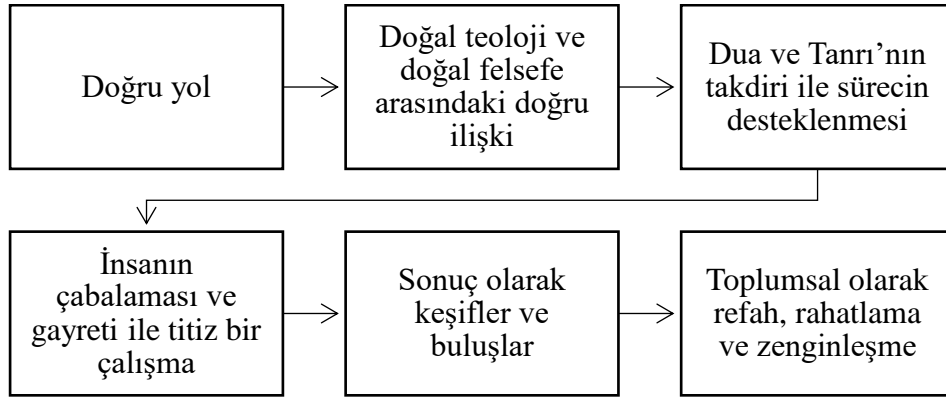 Doğru yol
Doğal teoloji ve
doğal felsefe
arasındaki doğru
ilişki
Dua ve Tanrı’nın
takdiri ile sürecin
desteklenmesi
İnsanın
çabalaması ve
gayreti ile titiz bir
çalışma
Sonuç olarak
keşifler ve
buluşlar
Toplumsal olarak
refah, rahatlama
ve zenginleşme